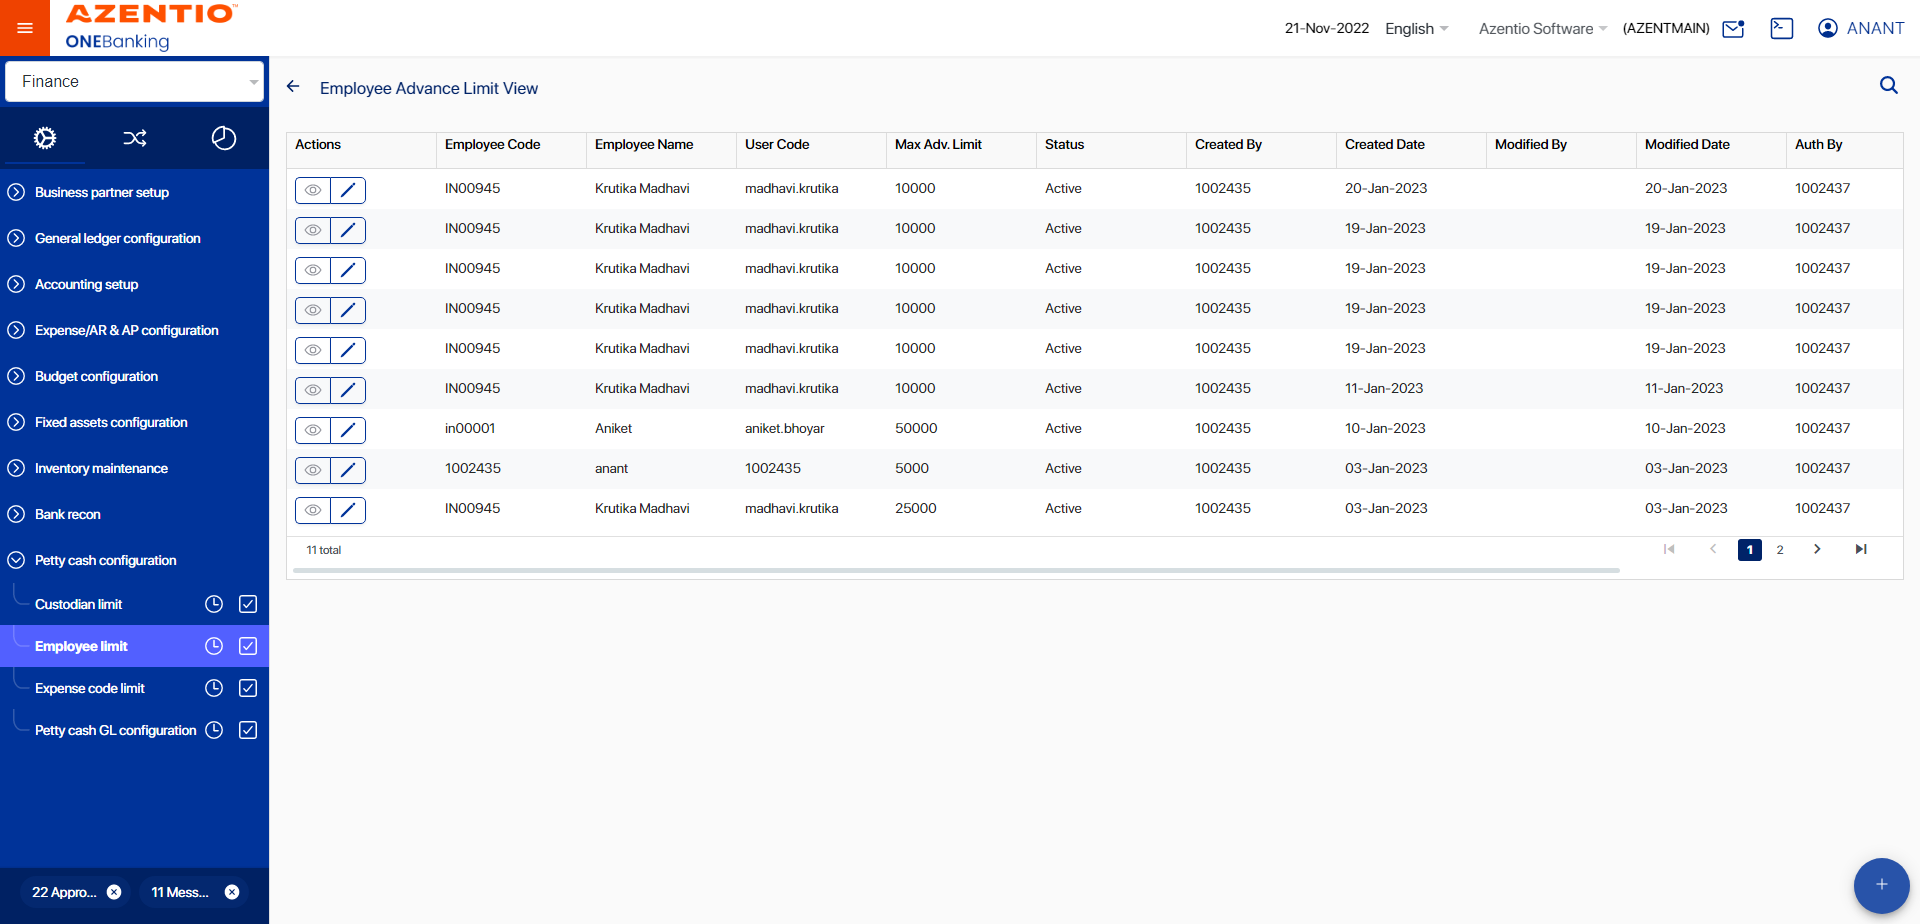 AZENTIO™
ONEBanking
21-Nov-2022 English Azentio Software (AZENTMAIN) ANANT
Finance
Employee Advance Limit View
Business partner setup
General ledger configuration
Accounting setup
Expense/AR & AP configuration
Budget configuration
Fixed assets configuration
Inventory maintenance
Bank recon
Petty cash configuration
Custodian limit
Employee limit
Expense code limit
Petty cash GL configuration
22 Appro... 11 Mess...
Actions Employee Code Employee Name User Code Max Adv. Limit Status Created By Created Date Modified By Modified Date Auth By
IN00945 Krutika Madhavi madhavi.krutika 10000 Active 1002435 20-Jan-2023 20-Jan-2023 1002437
IN00945 Krutika Madhavi madhavi.krutika 10000 Active 1002435 19-Jan-2023 19-Jan-2023 1002437
IN00945 Krutika Madhavi madhavi.krutika 10000 Active 1002435 19-Jan-2023 19-Jan-2023 1002437
IN00945 Krutika Madhavi madhavi.krutika 10000 Active 1002435 19-Jan-2023 19-Jan-2023 1002437
IN00945 Krutika Madhavi madhavi.krutika 10000 Active 1002435 19-Jan-2023 19-Jan-2023 1002437
IN00945 Krutika Madhavi madhavi.krutika 10000 Active 1002435 11-Jan-2023 11-Jan-2023 1002437
in00001 Aniket aniket.bhoyar 50000 Active 1002435 10-Jan-2023 10-Jan-2023 1002437
1002435 anant 1002435 5000 Active 1002435 03-Jan-2023 03-Jan-2023 1002437
IN00945 Krutika Madhavi madhavi.krutika 25000 Active 1002435 03-Jan-2023 03-Jan-2023 1002437
11 total 1 2